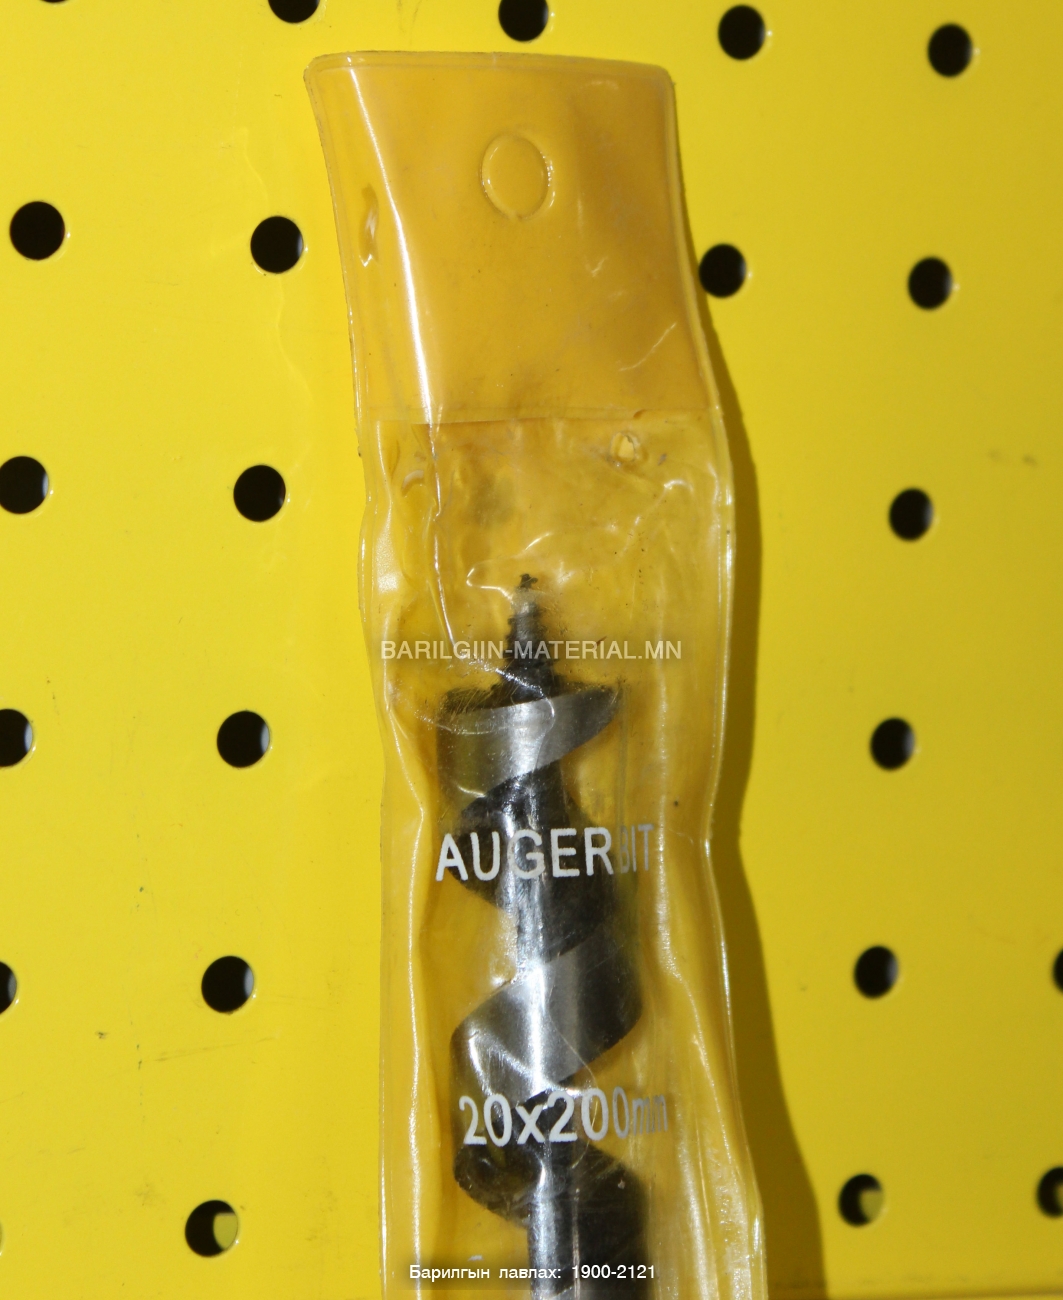 BARILGIIN-MATERIAL.MN
AUGER BIT
20x200mm
Барилгын лавлах: 1900-2121